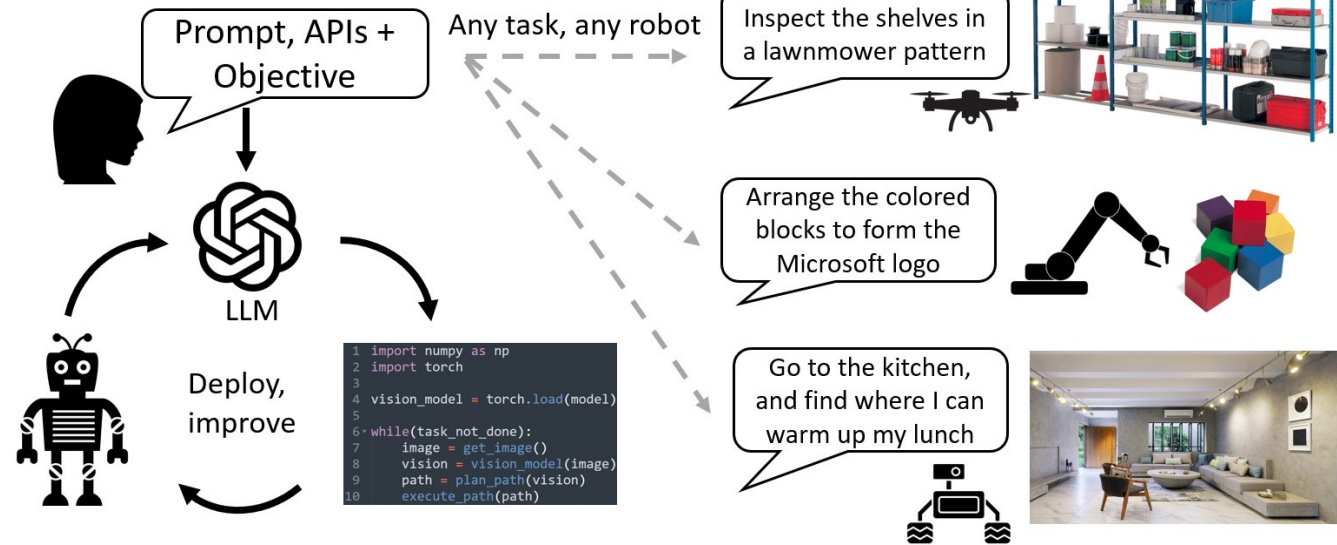 Prompt, APIs +
Objective
Any task, any robot
Inspect the shelves in
a lawnmower pattern
LLM
Arrange the colored
blocks to form the
Microsoft logo
Deploy,
improve
1 import numpy as np
2 import torch
3
4 vision_model = torch.load(model)
5
6 while(task_not_done):
7     image = get_image()
8     vision = vision_model(image)
9     path = plan_path(vision)
10     execute_path(path)
Go to the kitchen,
and find where I can
warm up my lunch